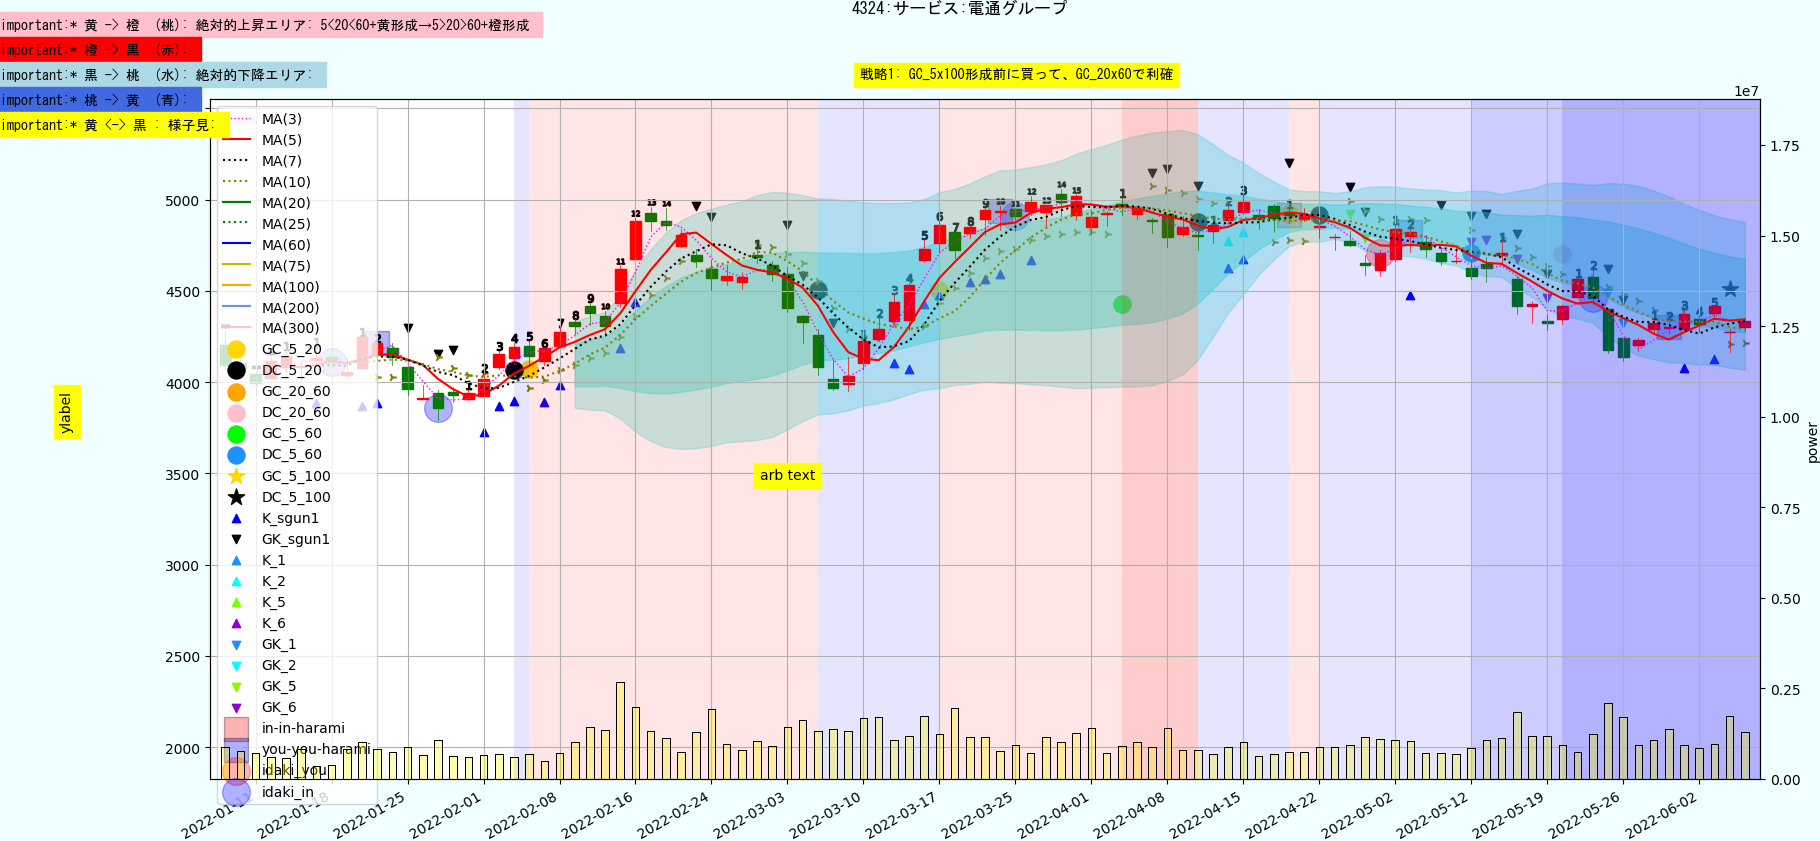 4324:サービス:電通グループ
important:* 黄 -> 橙 (桃): 絶対的上昇エリア: 5<20<60+黄形成→5>20>60+橙形成
important:* 橙 -> 黒 (赤):
important:* 黒 -> 桃 (水): 絶対的下降エリア:
戦略1: GC_5x100形成前に買って、GC_20x60で利確
important:* 桃 -> 黄 (青):
important:* 黄 <-> 黒 : 様子見:
1e7
MA(3)
MA(5)
MA(7)
MA(10)
MA(20)
MA(25)
MA(60)
MA(75)
MA(100)
MA(200)
MA(300)
GC_5_20
DC_5_20
GC_20_60
DC_20_60
GC_5_60
DC_5_60
GC_5_100
DC_5_100
K_sgun1
GK_sgun1
K_1
K_2
K_5
K_6
GK_1
GK_2
GK_5
GK_6
in-in-harami
you-you-harami
idaki_you
idaki_in
5000
4500
4000
3500
3000
2500
2000
ylabel
arb text
1.75
1.50
1.25
1.00
0.75
0.50
0.25
0.00
power
2022-01-11
2022-01-18
2022-01-25
2022-02-01
2022-02-08
2022-02-16
2022-02-24
2022-03-03
2022-03-10
2022-03-17
2022-03-25
2022-04-01
2022-04-08
2022-04-15
2022-04-22
2022-05-02
2022-05-12
2022-05-19
2022-05-26
2022-06-02